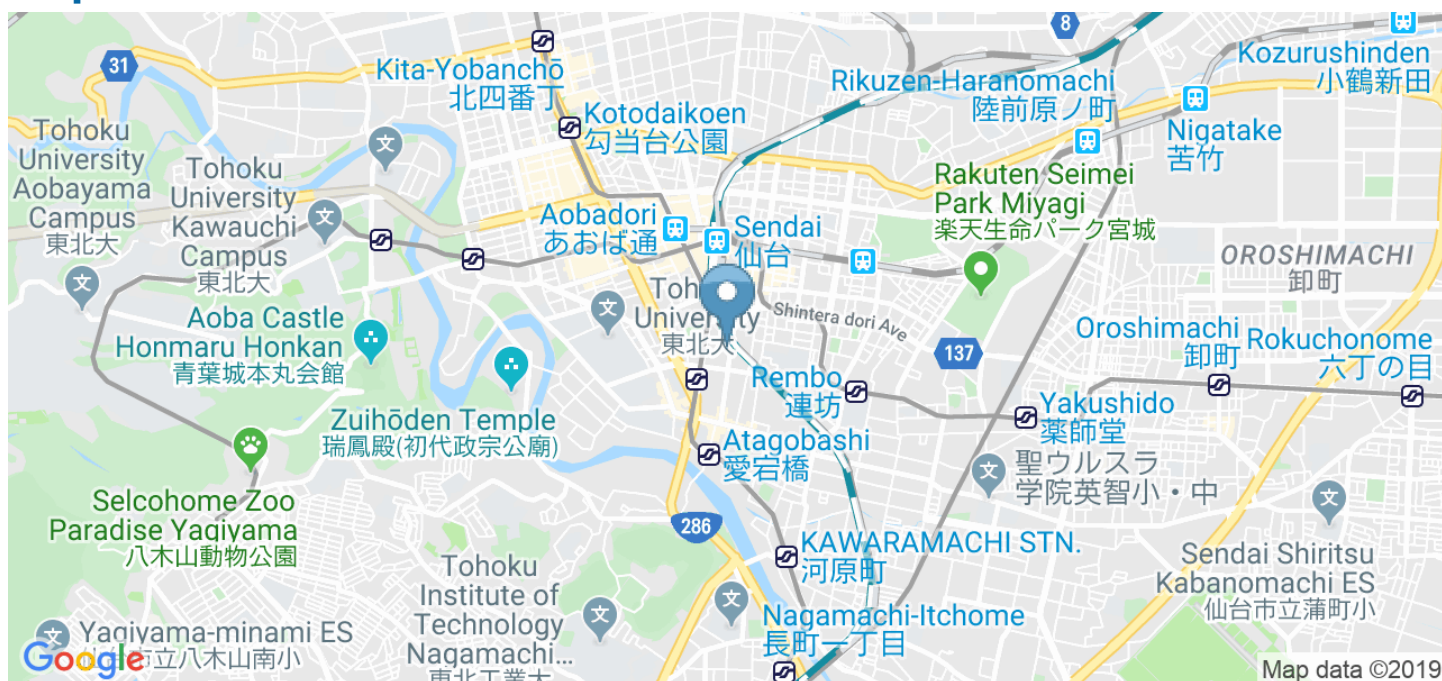 8
31
Kita-Yobanchō
北四番丁
Kotodaikoen
勾当台公園
Rikuzen-Haranomachi
陸前原ノ町
Kozurushinden
小鶴新田
Nigatake
苦竹
Tohoku
University
Aobayama
Campus
東北大
Tohoku
University
Kawauchi
Campus
東北大
Rakuten Seimei
Park Miyagi
楽天生命パーク宮城
Aobadori
あおば通
Sendai
仙台
OROSHIMACHI
卸町
University
東北大
Shintera dori Ave
137
Aoba Castle
Honmaru Honkan
青葉城本丸会館
Oroshimachi
卸町
Rokuchonome
六丁の目
Rembo
連坊
Zuihōden Temple
瑞鳳殿(初代政宗公廟)
Yakushido
薬師堂
Atagobashi
愛宕橋
聖ウルスラ
学院英智小・中
Selcohome Zoo
Paradise Yagiyama
八木山動物公園
286
KAWARAMACHI STN.
河原町
Sendai Shiritsu
Kabanomachi ES
仙台市立蒲町小
Tohoku
Institute of
Technology
Nagamachi...
Nagamachi-Itchome
長町一丁目
Yagiyama-minami ES
市立八木山南小
Google
Map data ©2019